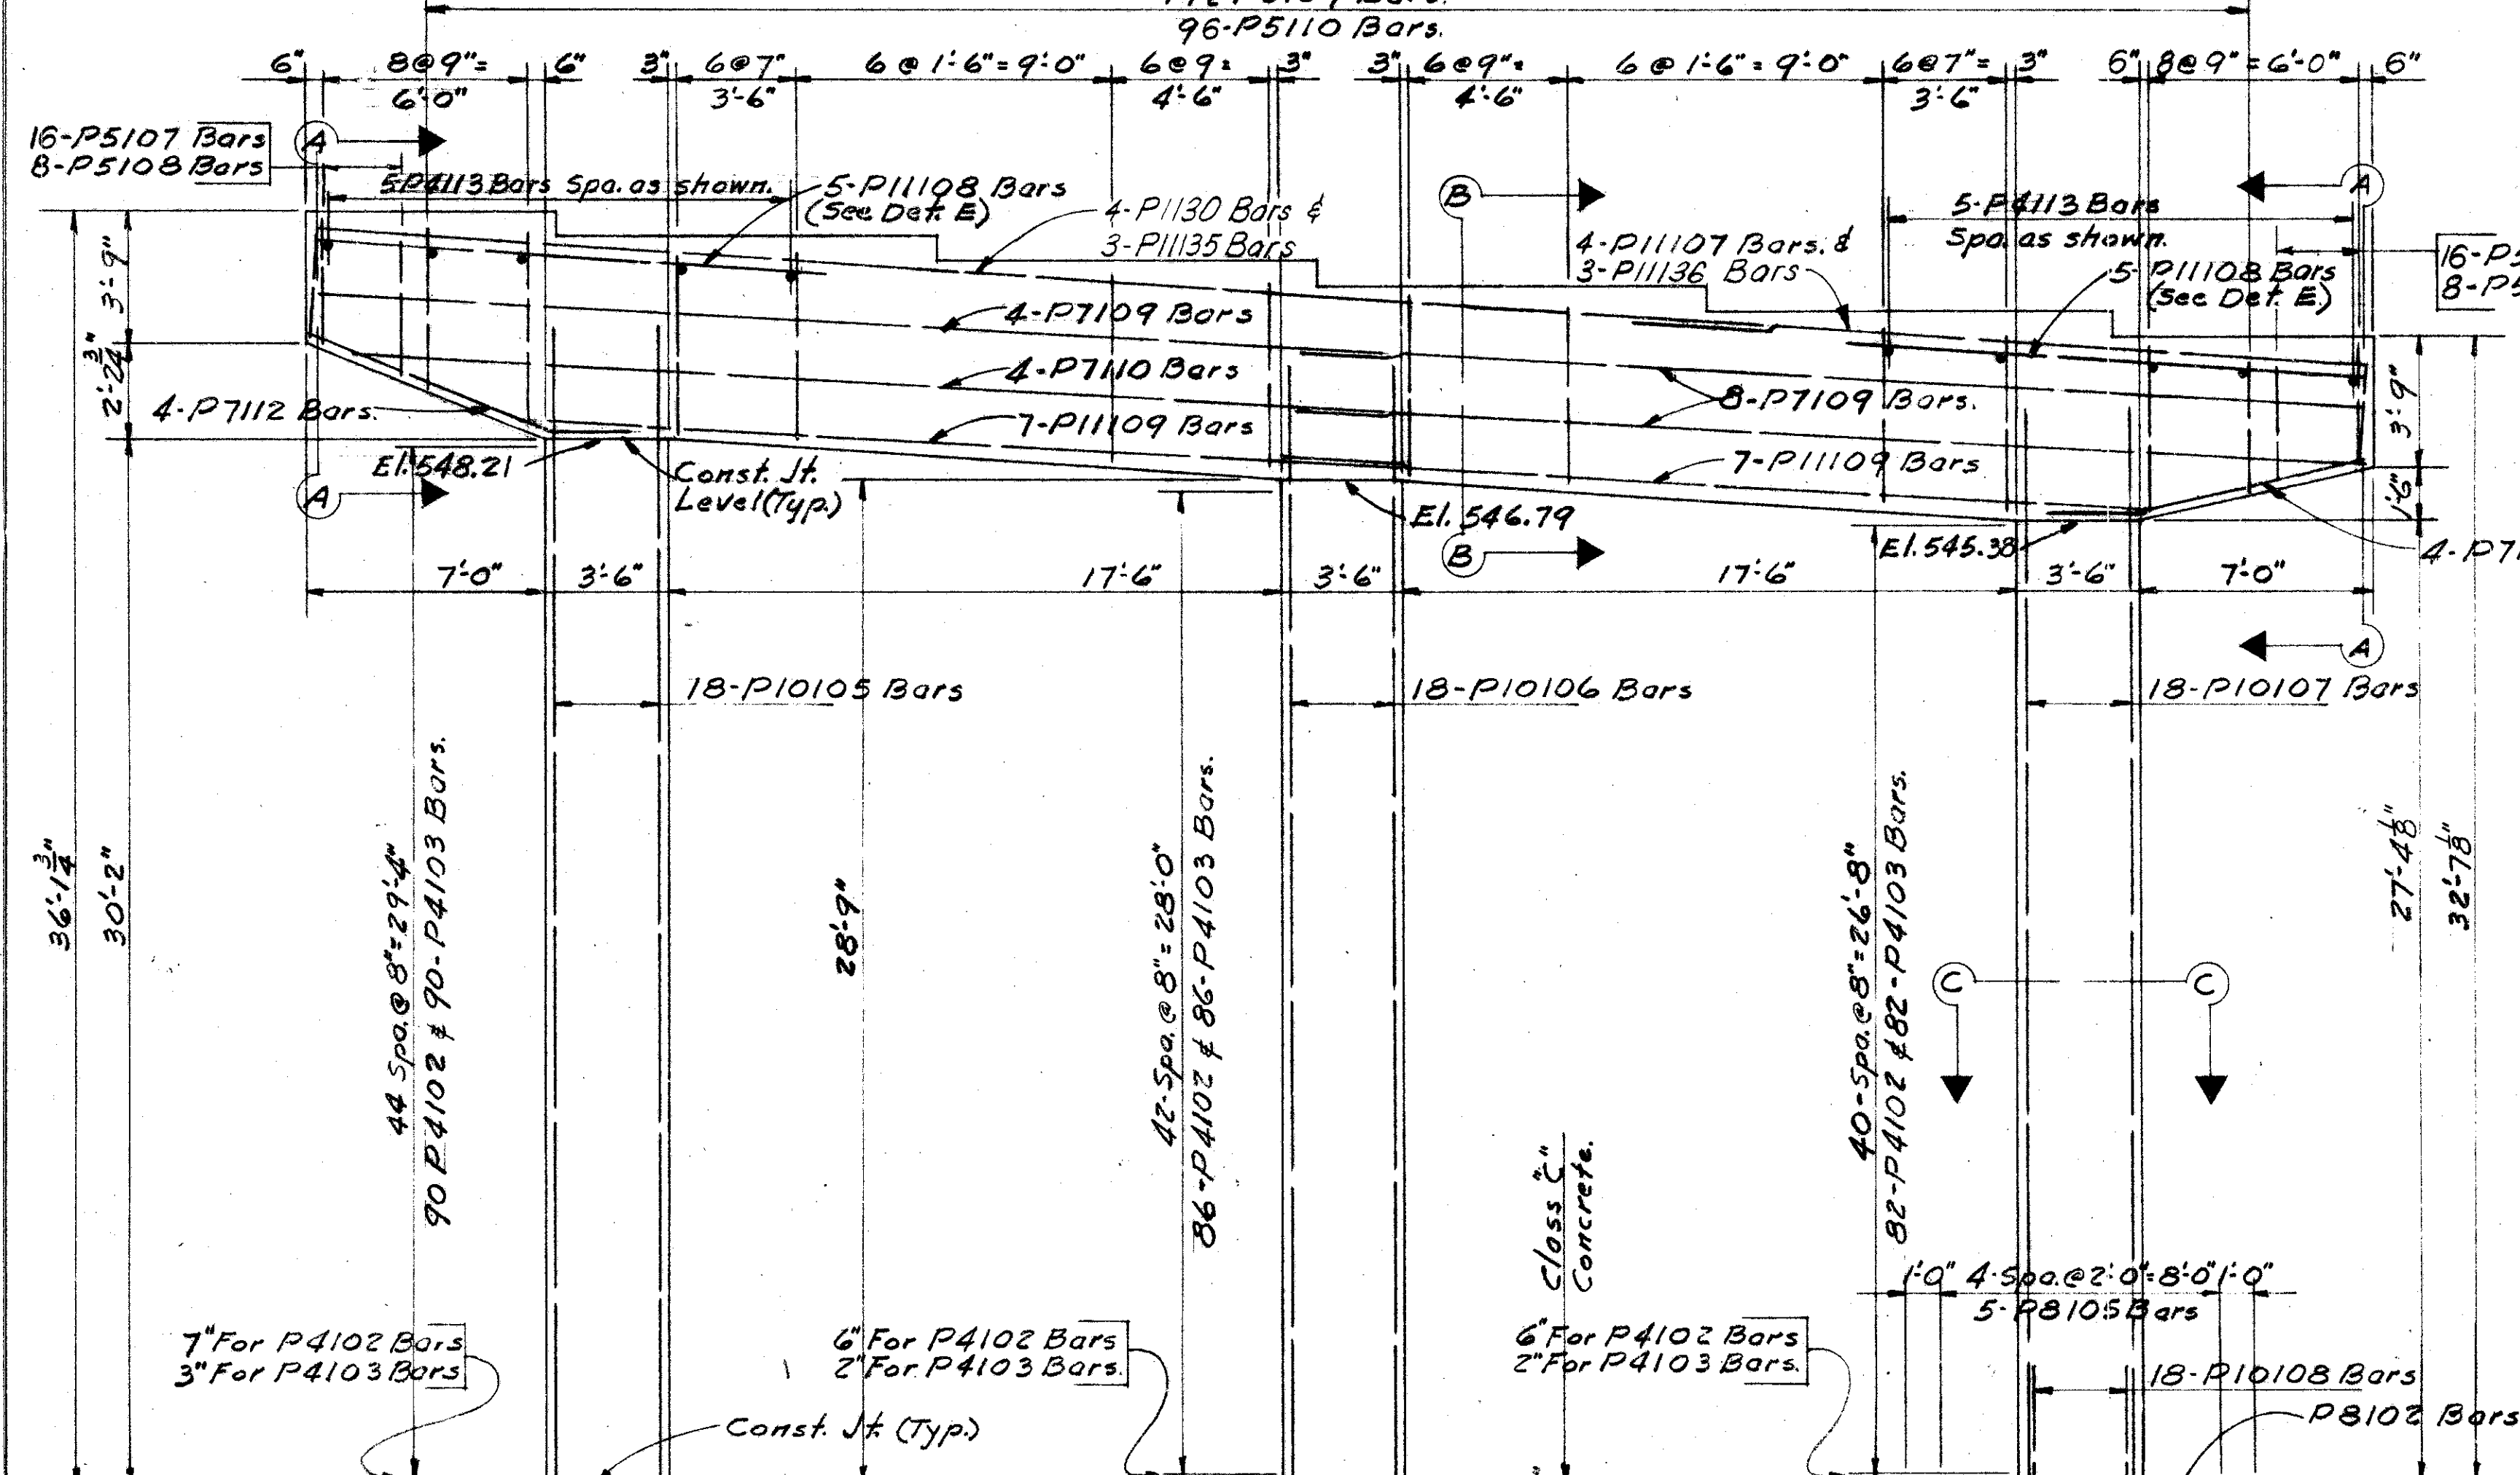 96-P5110 Bars.
6" 8@9"= 6" 3" 6@7" 6@1'-6"=9'-0" 6@9= 3" 3" 6@9"= 6@1'-6"=9'-0" 6@7"= 3" 6" 8@9"=6'-0" 6"
6'-0" 3'-6" 4'-6" 4'-6" 3'-6"
16-P5107 Bars
8-P5108 Bars
A
5P4113 Bars Spa. as shown.
5-P11108 Bars
(See Det. E)
4-P1130 Bars &
3-P11135 Bars
B
4-P11107 Bars. &
3-P11136 Bars
5-P4113 Bars
Spa. as shown.
A
5-P11108 Bars
(See Det. E)
3'-9"
2'-2¾"
4-P7109 Bars
4-P7110 Bars
7-P11109 Bars
4-P7112 Bars.
8-P7109 Bars.
7-P11109 Bars
3'-9"
1'-6"
A
El. 548.21
Const. Jt.
Level (Typ.)
El. 546.79
B
El. 545.38
7'-0" 3'-6" 17'-6" 3'-6" 17'-6" 3'-6" 7'-0"
A
18-P10105 Bars
18-P10106 Bars
18-P10107 Bars
36'-1¾"
30'-2"
44 Spa.@8"=29'-4"
90 P4102 & 90-P4103 Bars.
28'-9"
42-Spa.@8"=28'-0"
86-P4102 & 86-P4103 Bars.
Class "C"
Concrete.
40-Spa.@8"=26'-8"
82-P4102 & 82-P4103 Bars.
27'-4⅛"
32'-7⅛"
C C
1'-0" 4-Spa.@2'-0"=8'-0" 1'-0"
5-P8105 Bars
7" For P4102 Bars
3" For P4103 Bars
6" For P4102 Bars
2" For P4103 Bars.
6" For P4102 Bars
2" For P4103 Bars.
18-P10108 Bars
P8102 Bars
Const. Jt. (Typ.)